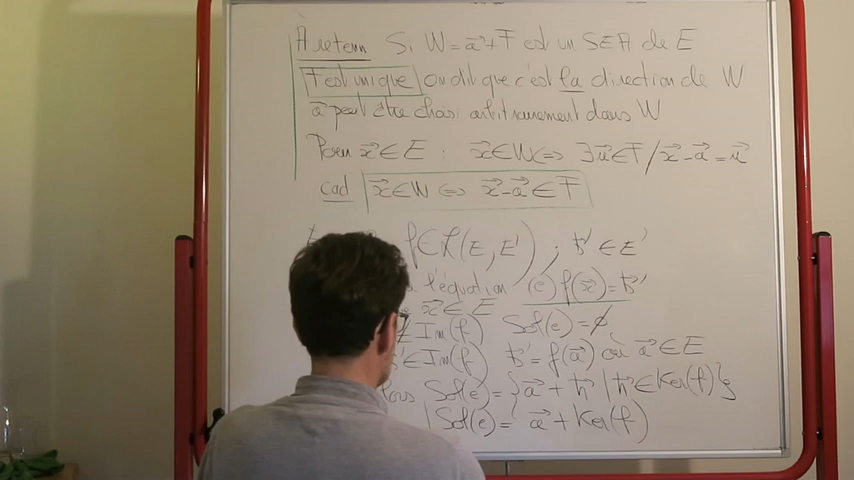 À retenir Si W = a⃗ + F est un SEA de E
F est unique On dit que c'est la direction de W
a⃗ peut être choisi arbitrairement dans W
Pour x⃗ ∈ E : x⃗ ∈ W ⇔ ∃ u⃗ ∈ F / x⃗ - a⃗ = u⃗
cad x⃗ ∈ W ⇔ x⃗ - a⃗ ∈ F
f ∈ L(E, E') ; b⃗' ∈ E'
l'équation (e) f(x⃗) = b⃗'
x⃗ ∈ E
∉ Im(f) Sol(e) = ∅
∈ Im(f) b⃗' = f(a⃗) où a⃗ ∈ E
Sol(e) = { a⃗ + h⃗ | h⃗ ∈ Ker(f) }
Sol(e) = a⃗ + Ker(f)